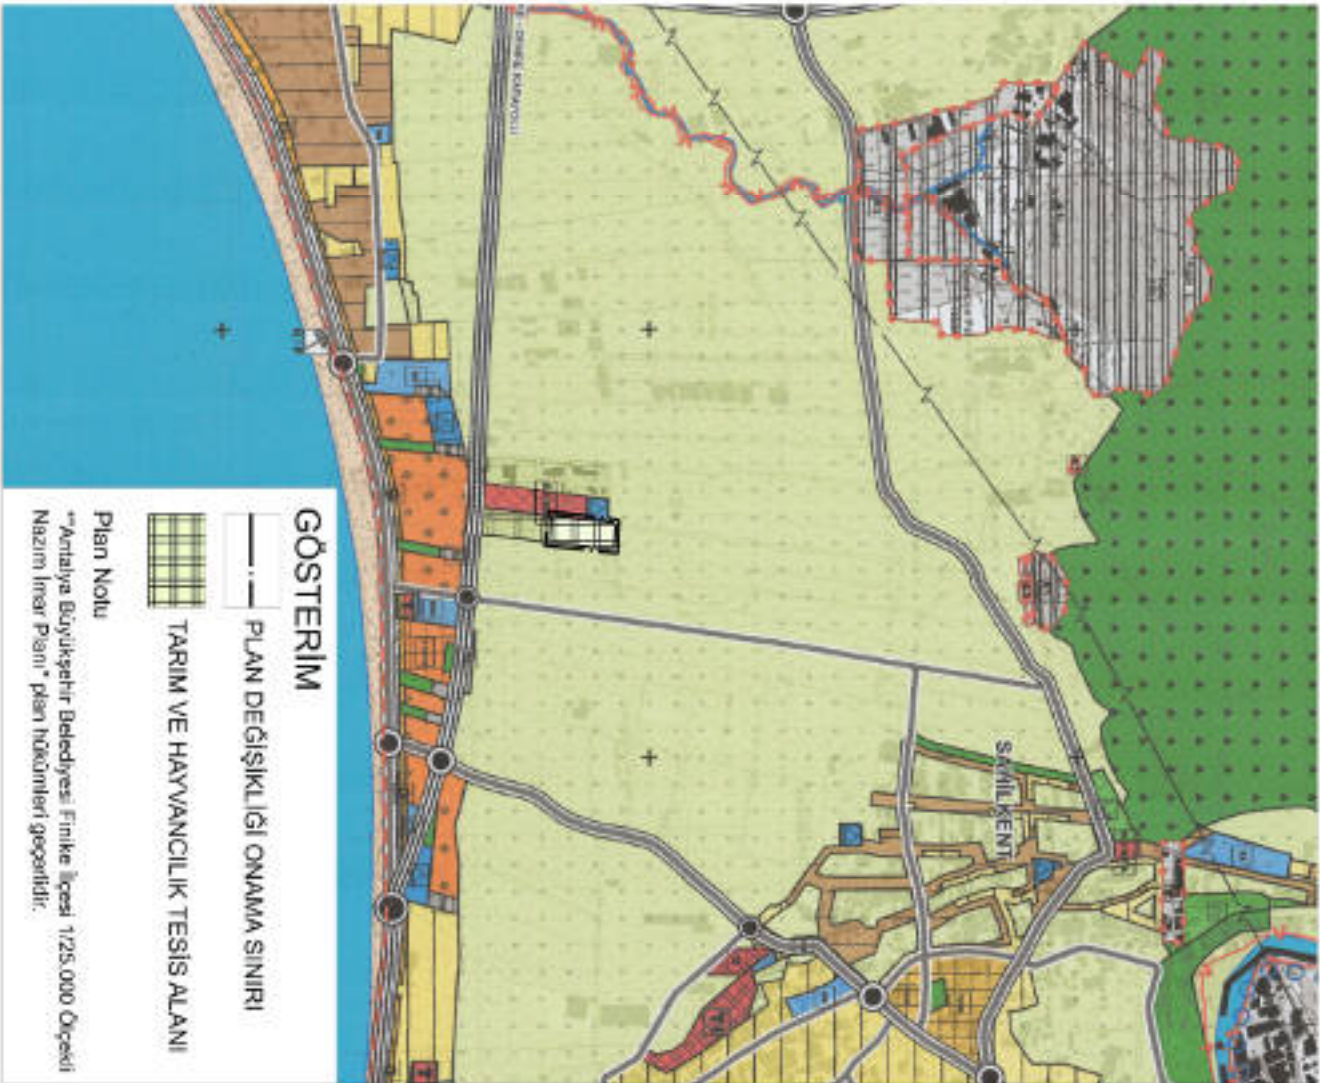 GÖSTERİM
PLAN DEĞİŞİKLİĞİ ONAMA SINIRI
TARIM VE HAYVANCILIK TESİS ALANI
Plan Notu
*"Antalya Büyükşehir Belediyesi Finike İlçesi 1/25.000 Ölçekli
Nazım İmar Planı" plan hükümleri geçerlidir.
SAHİLKENT